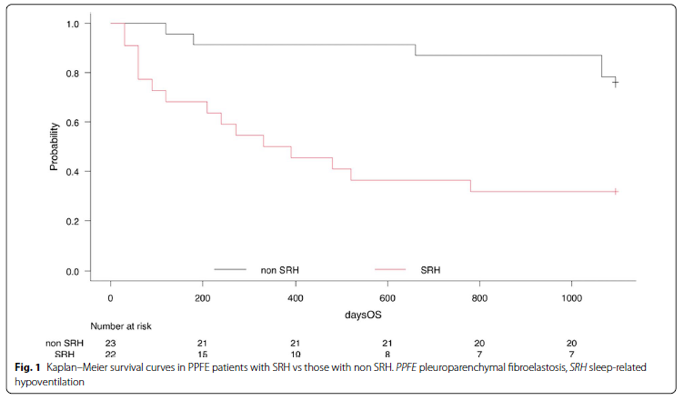 1.0
0.8
0.6
0.4
0.2
0.0
Probability
non SRH SRH
0 200 400 600 800 1000
daysOS
Number at risk
non SRH 23 21 21 21 20 20
SRH 22 15 10 8 7 7
Fig. 1 Kaplan–Meier survival curves in PPFE patients with SRH vs those with non SRH. PPFE pleuroparenchymal fibroelastosis, SRH sleep-related
hypoventilation